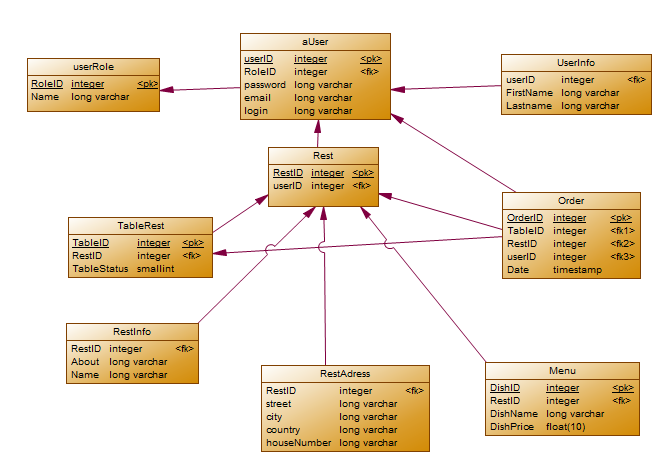 userRole
RoleID integer <pk>
Name long varchar
aUser
userID integer <pk>
RoleID integer <fk>
password long varchar
email long varchar
login long varchar
UserInfo
userID integer <fk>
FirstName long varchar
Lastname long varchar
Rest
RestID integer <pk>
userID integer <fk>
TableRest
TableID integer <pk>
RestID integer <fk>
TableStatus smallint
Order
OrderID integer <pk>
TableID integer <fk1>
RestID integer <fk2>
userID integer <fk3>
Date timestamp
RestInfo
RestID integer <fk>
About long varchar
Name long varchar
RestAdress
RestID integer <fk>
street long varchar
city long varchar
country long varchar
houseNumber long varchar
Menu
DishID integer <pk>
RestID integer <fk>
DishName long varchar
DishPrice float(10)